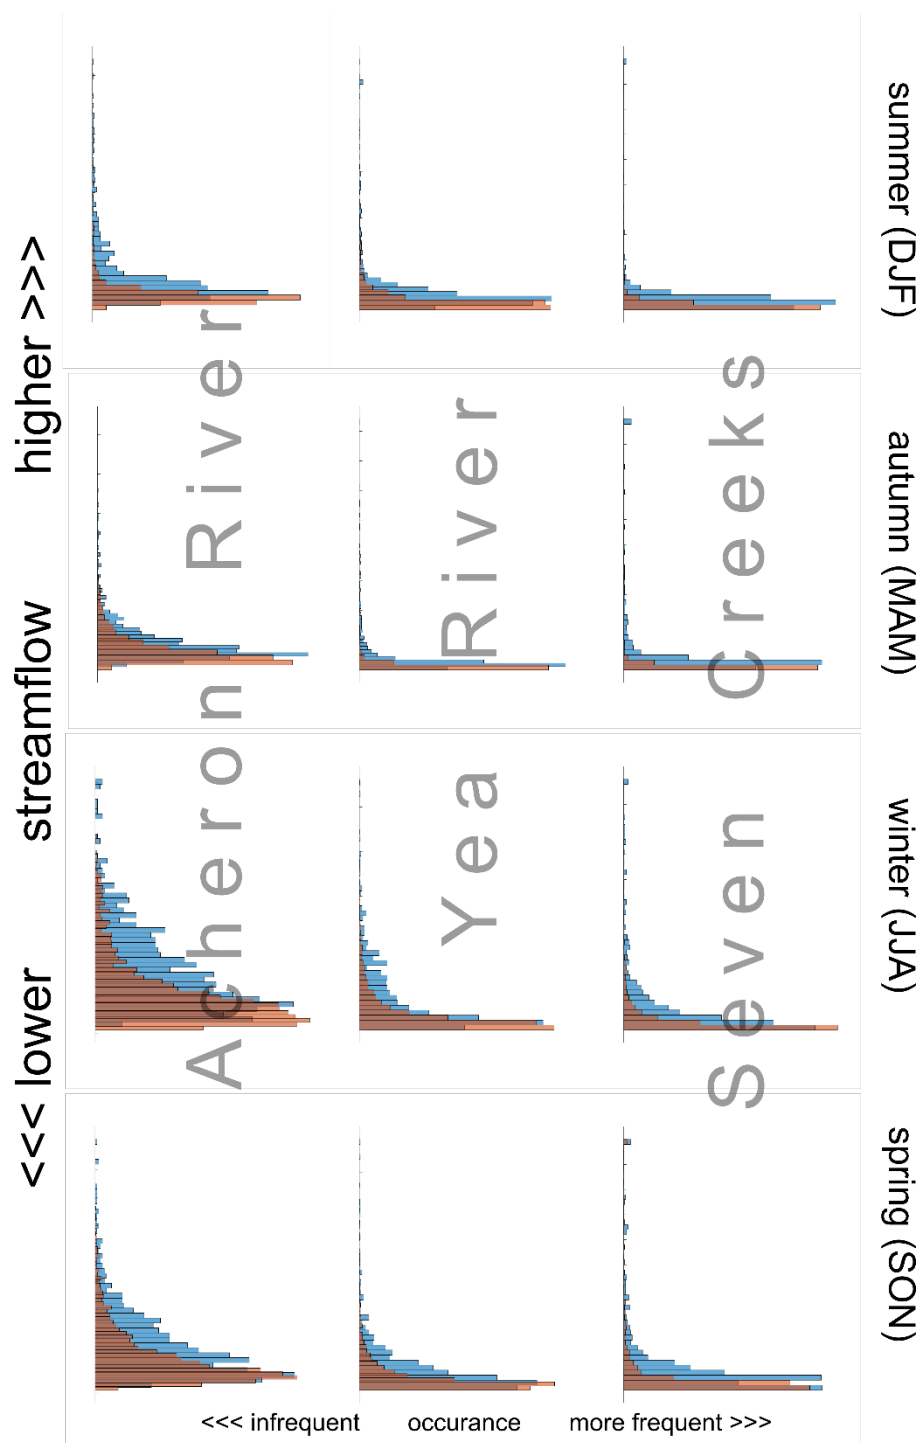 summer (DJF)
autumn (MAM)
winter (JJA)
spring (SON)
<<< lower streamflow higher >>>
Acheron River
Yea River
Seven Creeks
<<< infrequent occurance more frequent >>>